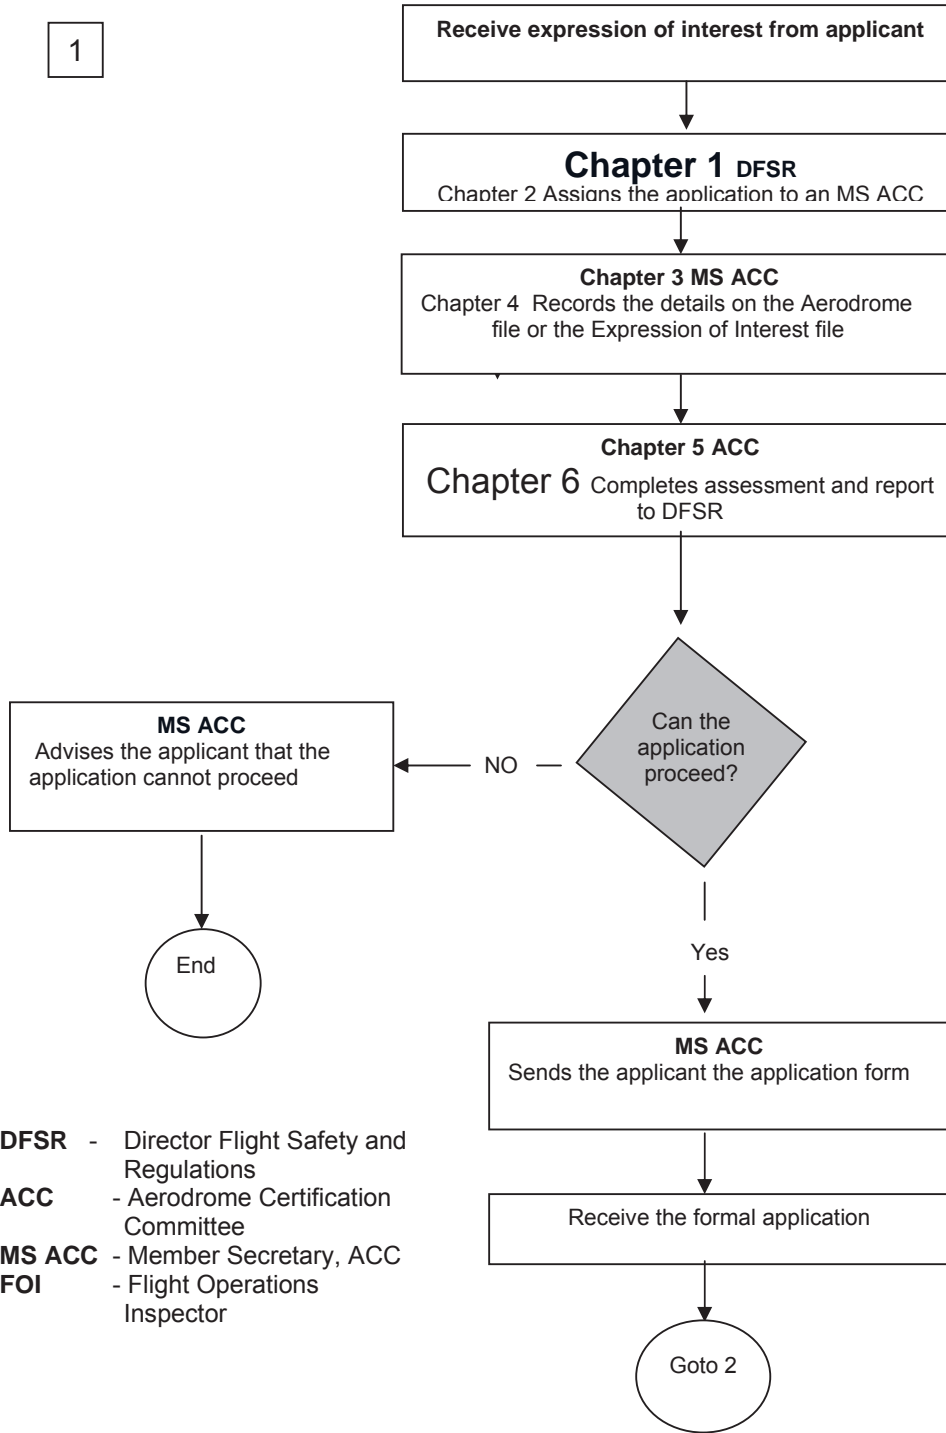 1
Receive expression of interest from applicant
Chapter 1 DFSR
Chapter 2 Assigns the application to an MS ACC
Chapter 3 MS ACC
Chapter 4 Records the details on the Aerodrome
file or the Expression of Interest file
Chapter 5 ACC
Chapter 6 Completes assessment and report
to DFSR
Can the
application
proceed?
NO
MS ACC
Advises the applicant that the
application cannot proceed
End
Yes
MS ACC
Sends the applicant the application form
Receive the formal application
Goto 2
DFSR - Director Flight Safety and
Regulations
ACC - Aerodrome Certification
Committee
MS ACC - Member Secretary, ACC
FOI - Flight Operations
Inspector